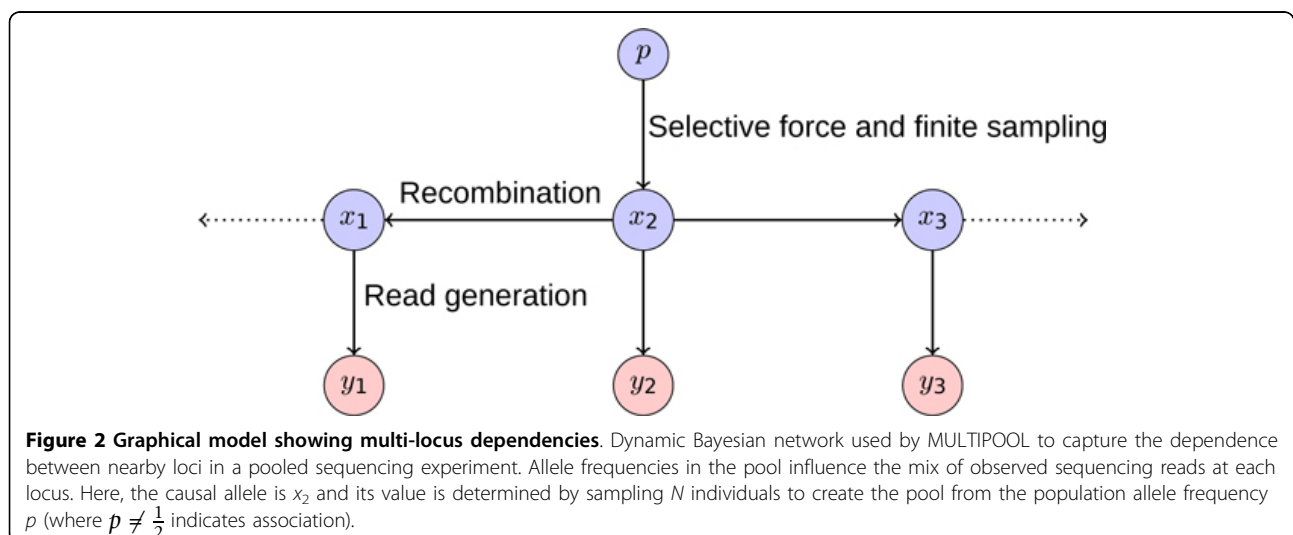 p
Selective force and finite sampling
Recombination
x1 x2 x3
Read generation
y1 y2 y3
Figure 2 Graphical model showing multi-locus dependencies. Dynamic Bayesian network used by MULTIPOOL to capture the dependence
between nearby loci in a pooled sequencing experiment. Allele frequencies in the pool influence the mix of observed sequencing reads at each
locus. Here, the causal allele is x2 and its value is determined by sampling N individuals to create the pool from the population allele frequency
p (where p ≠ 1/2 indicates association).